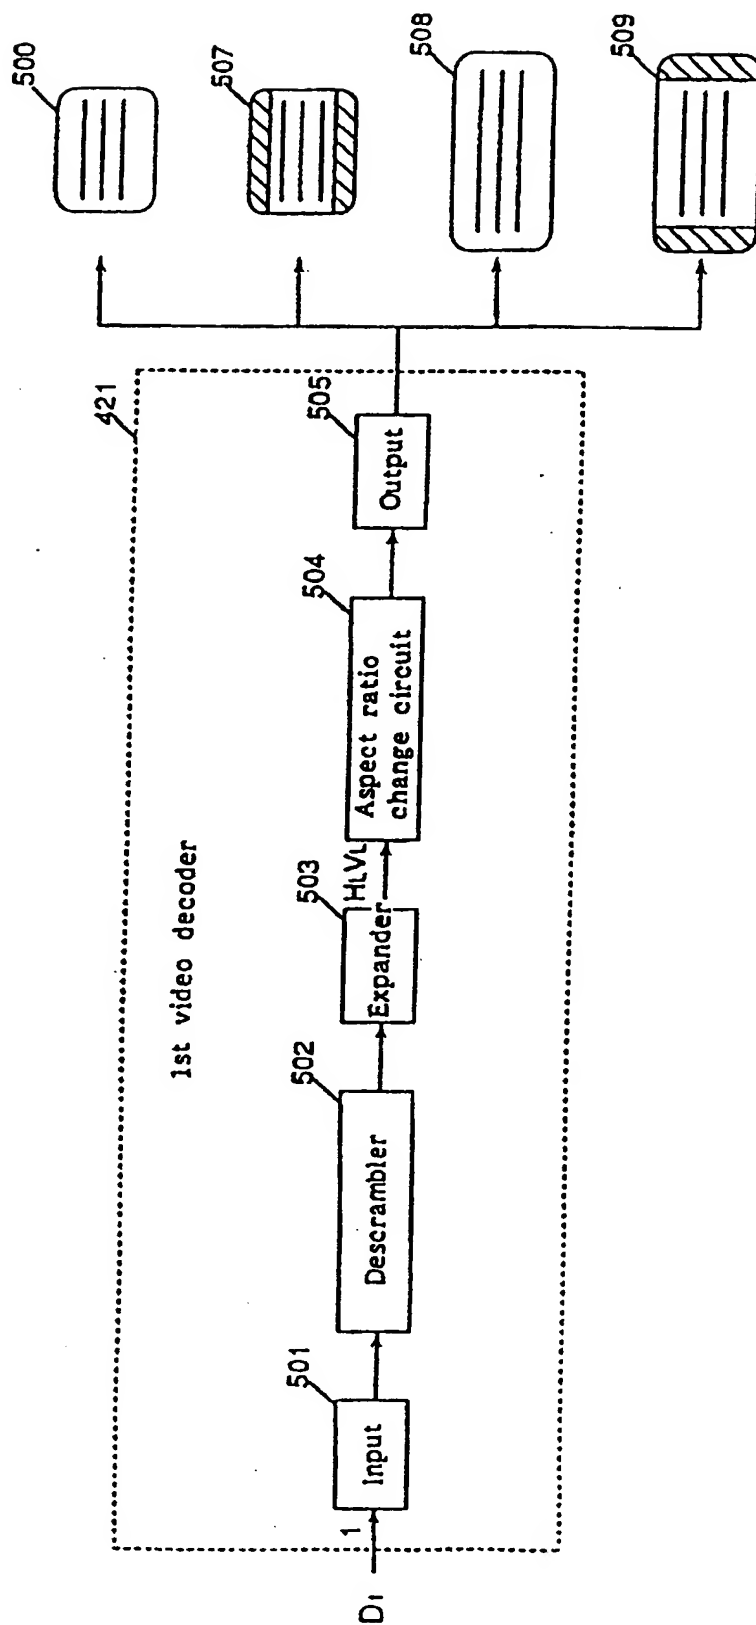 421
1st video decoder
D1
1
501
Input
502
Descrambler
503
Expander
HLVL
504
Aspect ratio
change circuit
505
Output
500
507
508
509